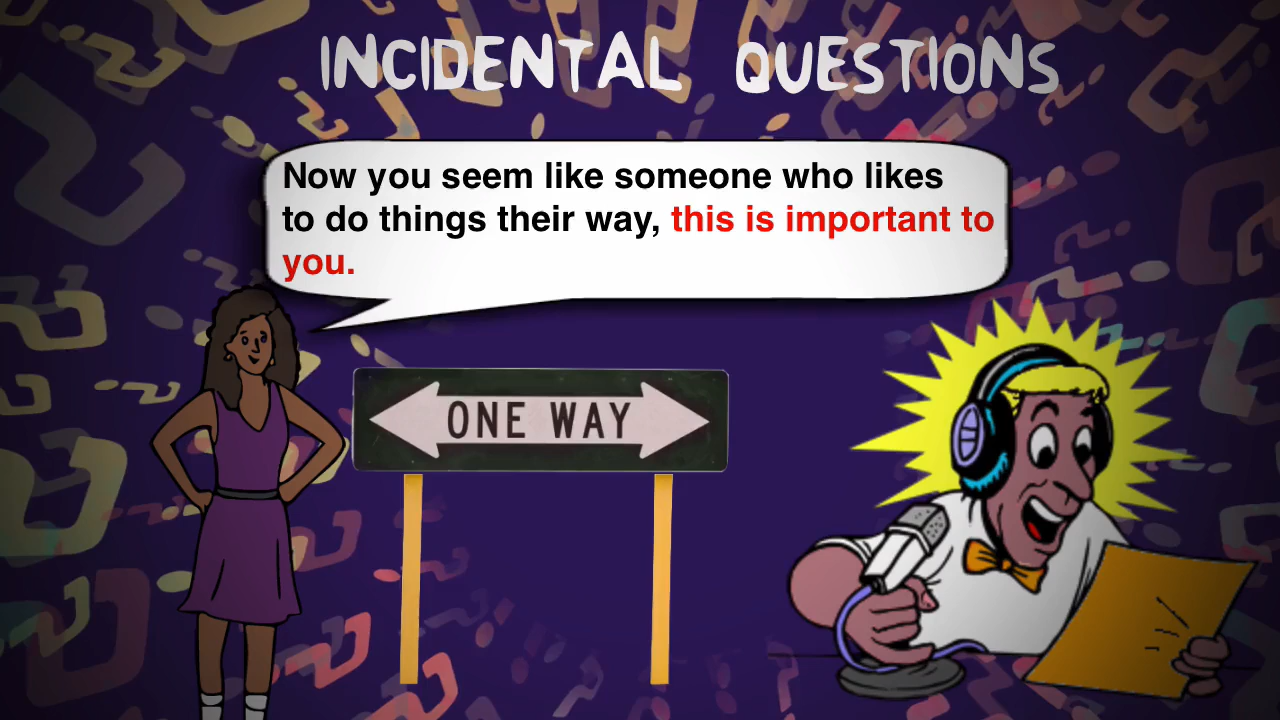 INCIDENTAL QUESTIONS
Now you seem like someone who likes
to do things their way, this is important to
you.
ONE WAY